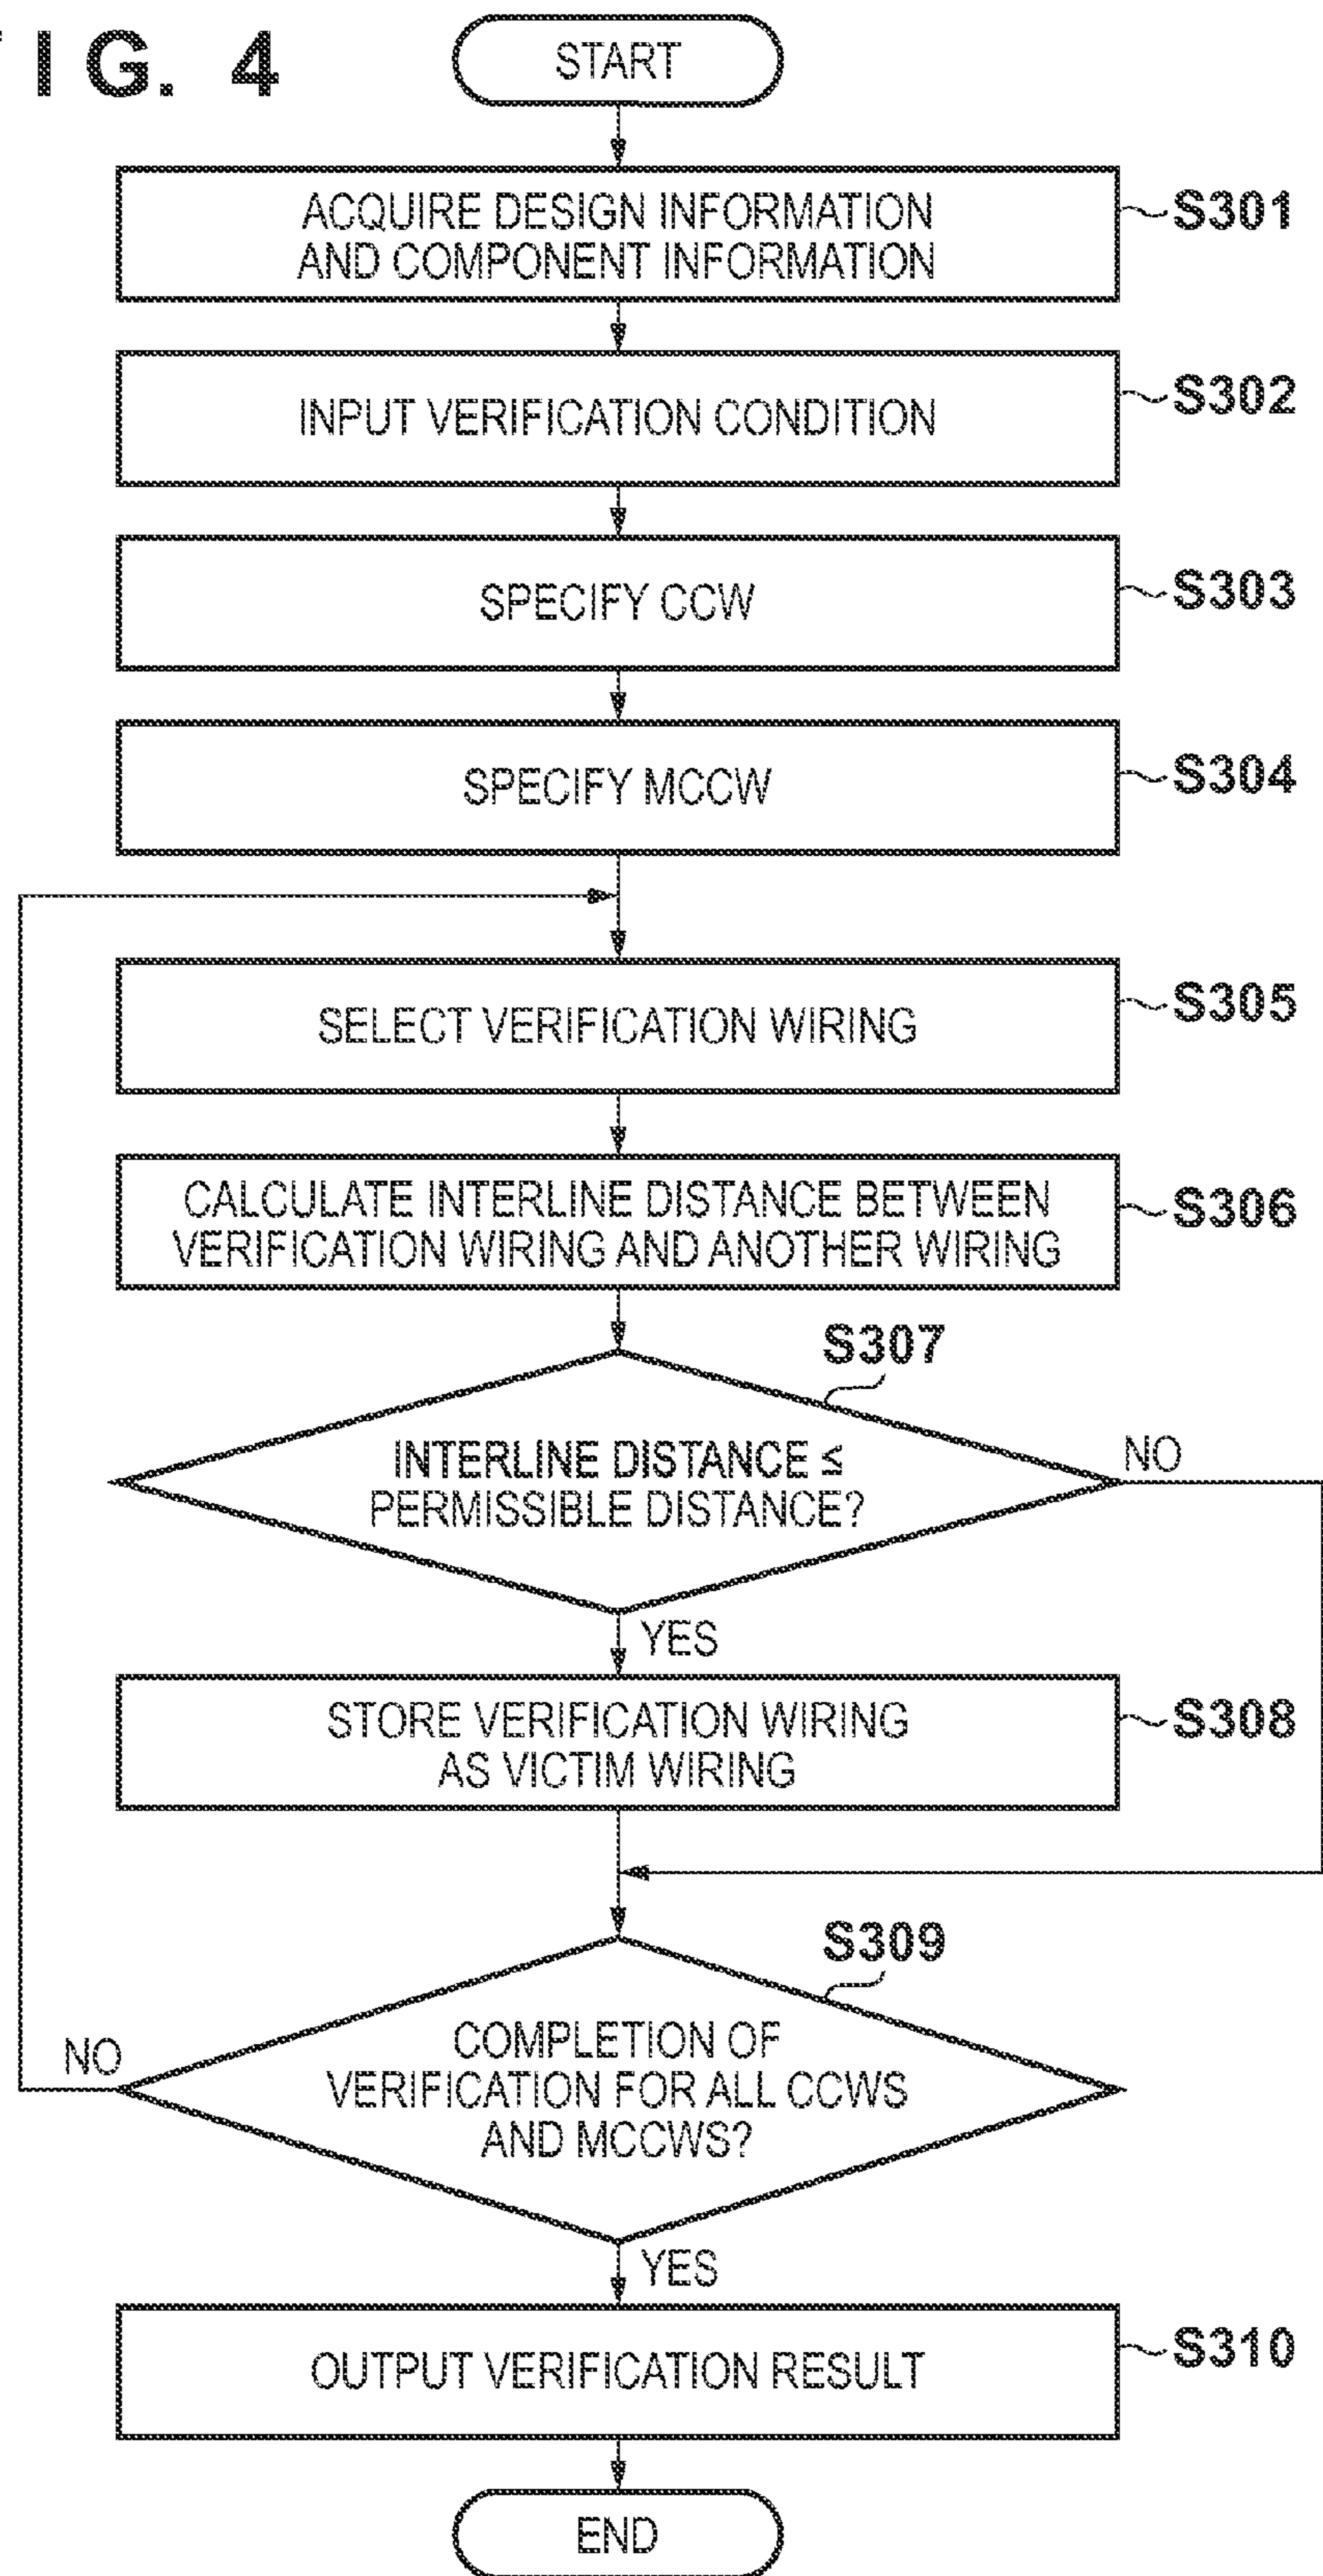 FIG. 4
START
ACQUIRE DESIGN INFORMATION
AND COMPONENT INFORMATION
S301
INPUT VERIFICATION CONDITION
S302
SPECIFY CCW
S303
SPECIFY MCCW
S304
SELECT VERIFICATION WIRING
S305
CALCULATE INTERLINE DISTANCE BETWEEN
VERIFICATION WIRING AND ANOTHER WIRING
S306
S307
INTERLINE DISTANCE ≤
PERMISSIBLE DISTANCE?
NO
YES
STORE VERIFICATION WIRING
AS VICTIM WIRING
S308
S309
COMPLETION OF
VERIFICATION FOR ALL CCWS
AND MCCWS?
NO
YES
OUTPUT VERIFICATION RESULT
S310
END